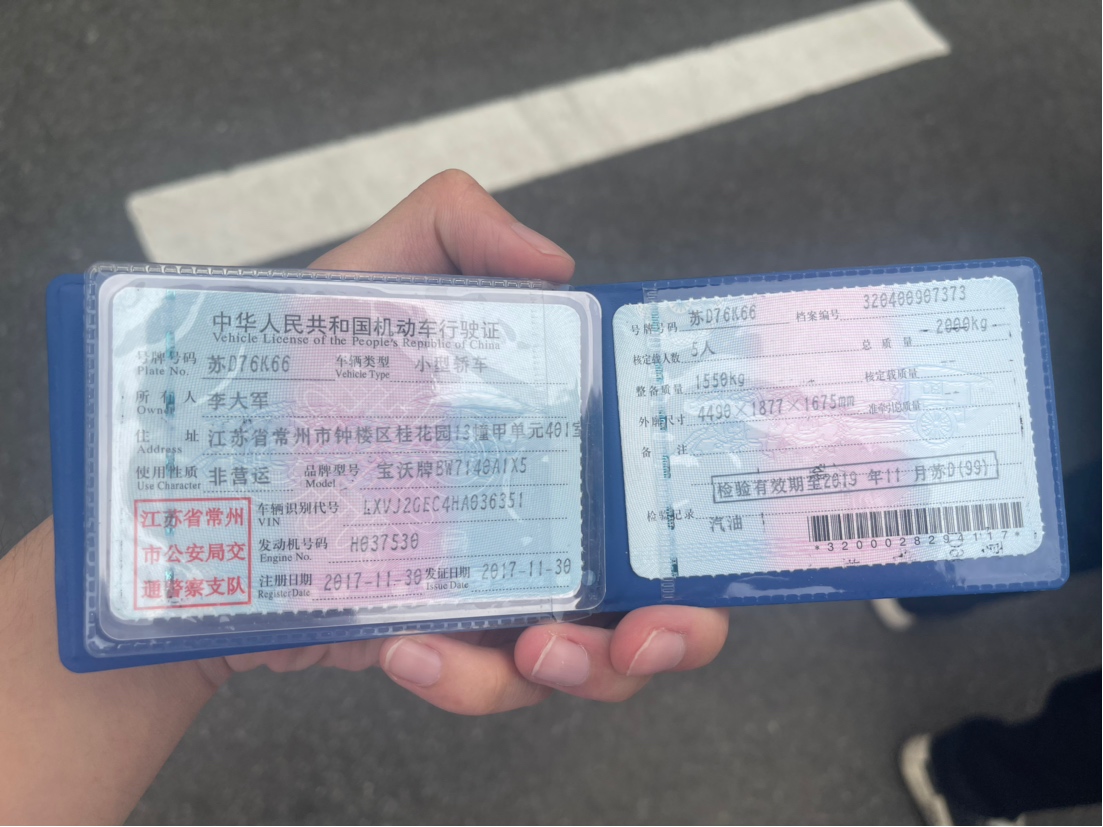 中华人民共和国机动车行驶证
Vehicle License of the People's Republic of China
号牌号码 苏D76K66 车辆类型 小型轿车
Plate No. Vehicle Type
所有人 李大军
Owner
住址 江苏省常州市钟楼区桂花园13幢甲单元401室
Address
使用性质 非营运 品牌型号 宝沃牌BW7140A1X5
Use Character Model
江苏省常州
市公安局交
通警察支队
车辆识别代号 LXVJ2GEC4HA036351
VIN
发动机号码 H037530
Engine No.
注册日期 2017-11-30 发证日期 2017-11-30
Register Date Issue Date
号牌号码 苏D76K66 档案编号 320400907373
核定载人数 5人 总质量 2000kg
整备质量 1550kg 核定载质量
外廓尺寸 4490×1877×1675mm 准牵引总质量
备注
检验有效期至2019年11月苏D(99)
检验记录 汽油
*3200028294117*